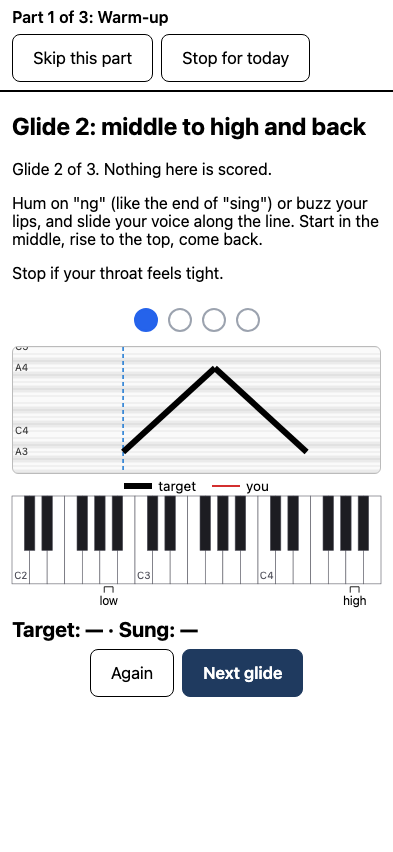 Part 1 of 3: Warm-up
Skip this part
Stop for today
Glide 2: middle to high and back
Glide 2 of 3. Nothing here is scored.
Hum on "ng" (like the end of "sing") or buzz your
lips, and slide your voice along the line. Start in the
middle, rise to the top, come back.
Stop if your throat feels tight.
A4
C4
A3
target
you
C2
C3
C4
low
high
Target: — · Sung: —
Again
Next glide